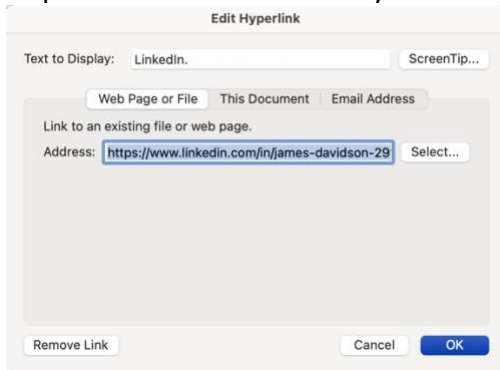 Edit Hyperlink
Text to Display: LinkedIn. ScreenTip...
Web Page or File This Document Email Address
Link to an existing file or web page.
Address: https://www.linkedin.com/in/james-davidson-29 Select...
Remove Link Cancel OK